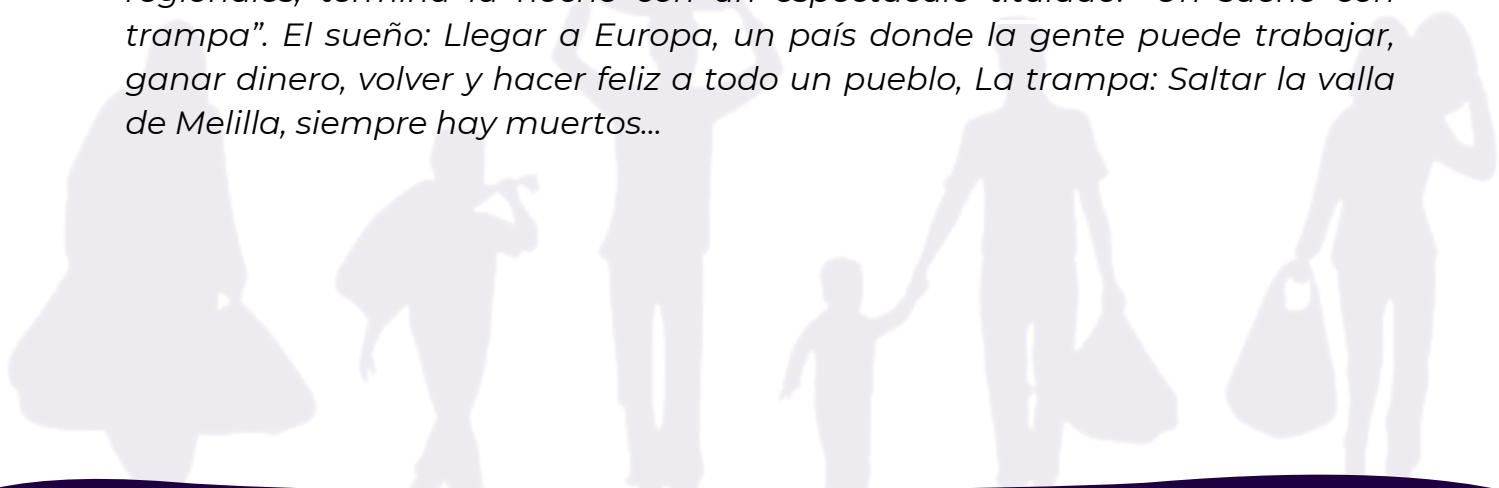 regionales, termina la noche con un espectáculo titulado: “Un sueño con
trampa”. El sueño: Llegar a Europa, un país donde la gente puede trabajar,
ganar dinero, volver y hacer feliz a todo un pueblo, La trampa: Saltar la valla
de Melilla, siempre hay muertos...